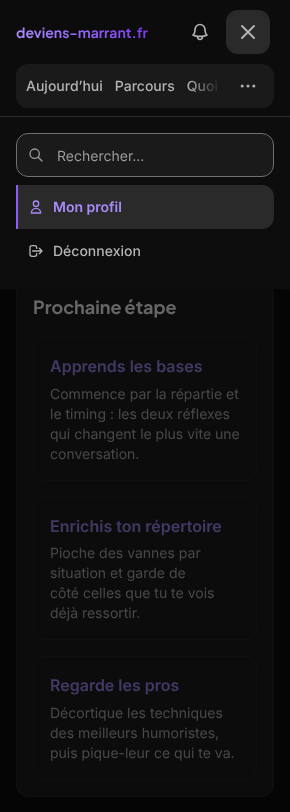 deviens-marrant.fr
Aujourd’hui Parcours Quoi
Rechercher...
Mon profil
Déconnexion
Prochaine étape
Apprends les bases
Commence par la répartie et
le timing : les deux réflexes
qui changent le plus vite une
conversation.
Enrichis ton répertoire
Pioche des vannes par
situation et garde de
côté celles que tu te vois
déjà ressortir.
Regarde les pros
Décortique les techniques
des meilleurs humoristes,
puis pique-leur ce qui te va.